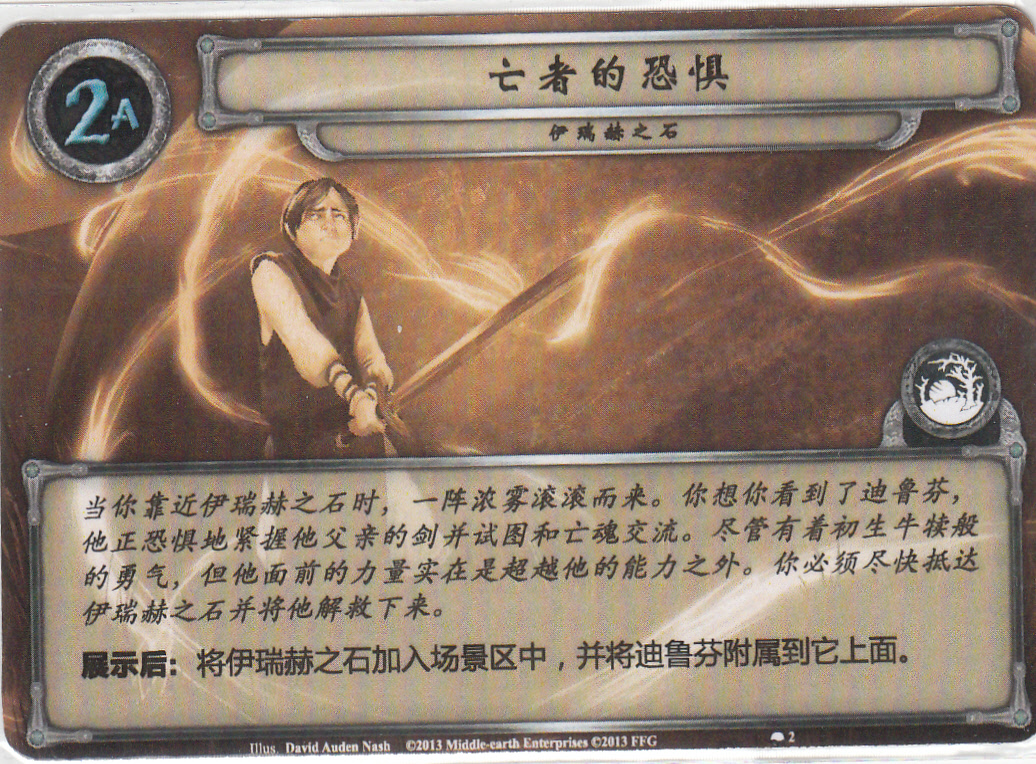 2A
亡者的恐惧
伊瑞赫之石
当你靠近伊瑞赫之石时，一阵浓雾滚滚而来。你想你看到了迪鲁芬，
他正恐惧地紧握他父亲的剑并试图和亡魂交流。尽管有着初生牛犊般
的勇气，但他面前的力量实在是超越他的能力之外。你必须尽快抵达
伊瑞赫之石并将他解救下来。
展示后：将伊瑞赫之石加入场景区中，并将迪鲁芬附属到它上面。
Illus. David Auden Nash ©2013 Middle-earth Enterprises ©2013 FFG 2